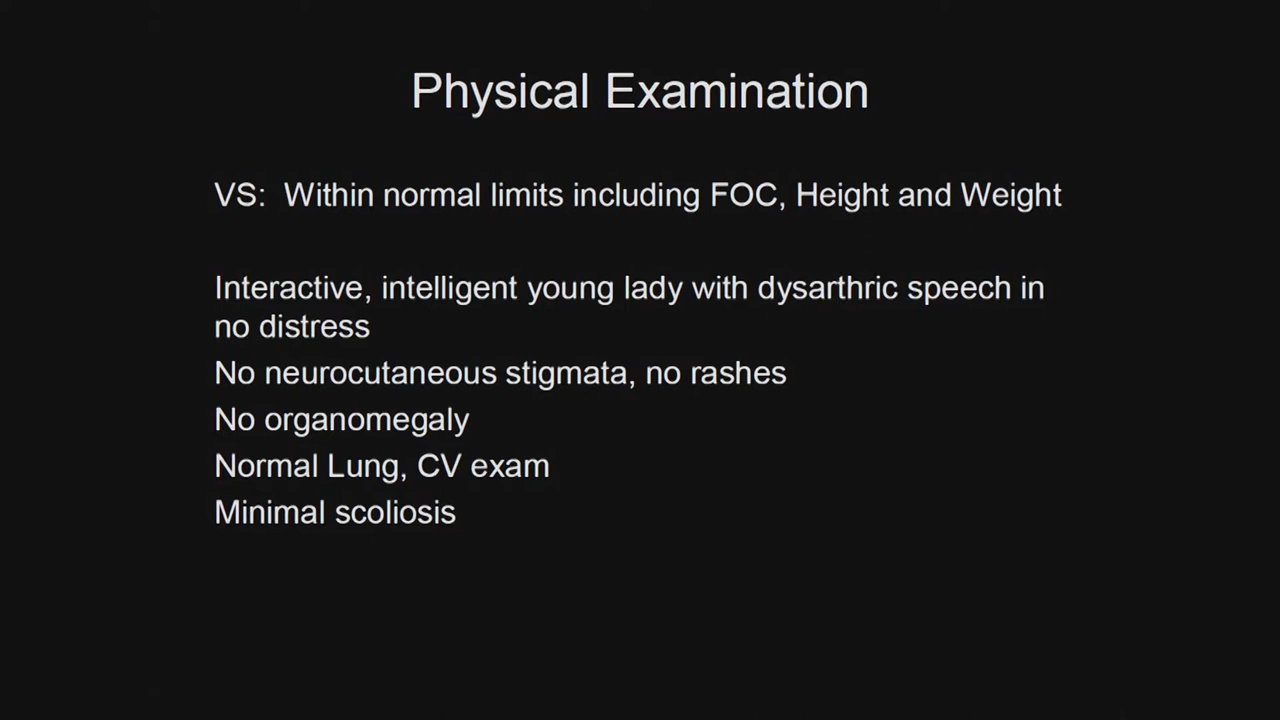 Physical Examination
VS:  Within normal limits including FOC, Height and Weight
Interactive, intelligent young lady with dysarthric speech in
no distress
No neurocutaneous stigmata, no rashes
No organomegaly
Normal Lung, CV exam
Minimal scoliosis